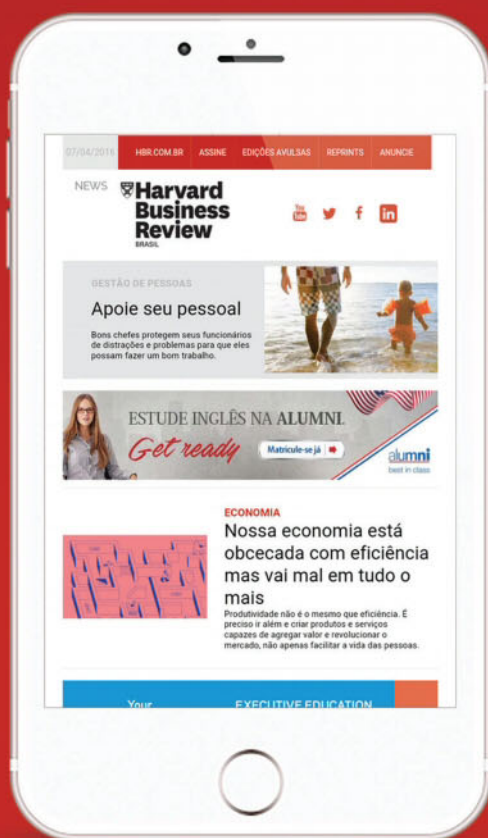 07/04/2016 HBR.COM.BR ASSINE EDIÇÕES AVULSAS REPRINTS ANUNCIE
NEWS
Harvard
Business
Review
BRASIL
You
Tube
f
in
GESTÃO DE PESSOAS
Apoie seu pessoal
Bons chefes protegem seus funcionários
de distrações e problemas para que eles
possam fazer um bom trabalho.
ESTUDE INGLÊS NA ALUMNI.
Get ready
Matricule-se já
alumni
best in class
ECONOMIA
Nossa economia está
obcecada com eficiência
mas vai mal em tudo o
mais
Produtividade não é o mesmo que eficiência. É
preciso ir além e criar produtos e serviços
capazes de agregar valor e revolucionar o
mercado, não apenas facilitar a vida das pessoas.
Your EXECUTIVE EDUCATION